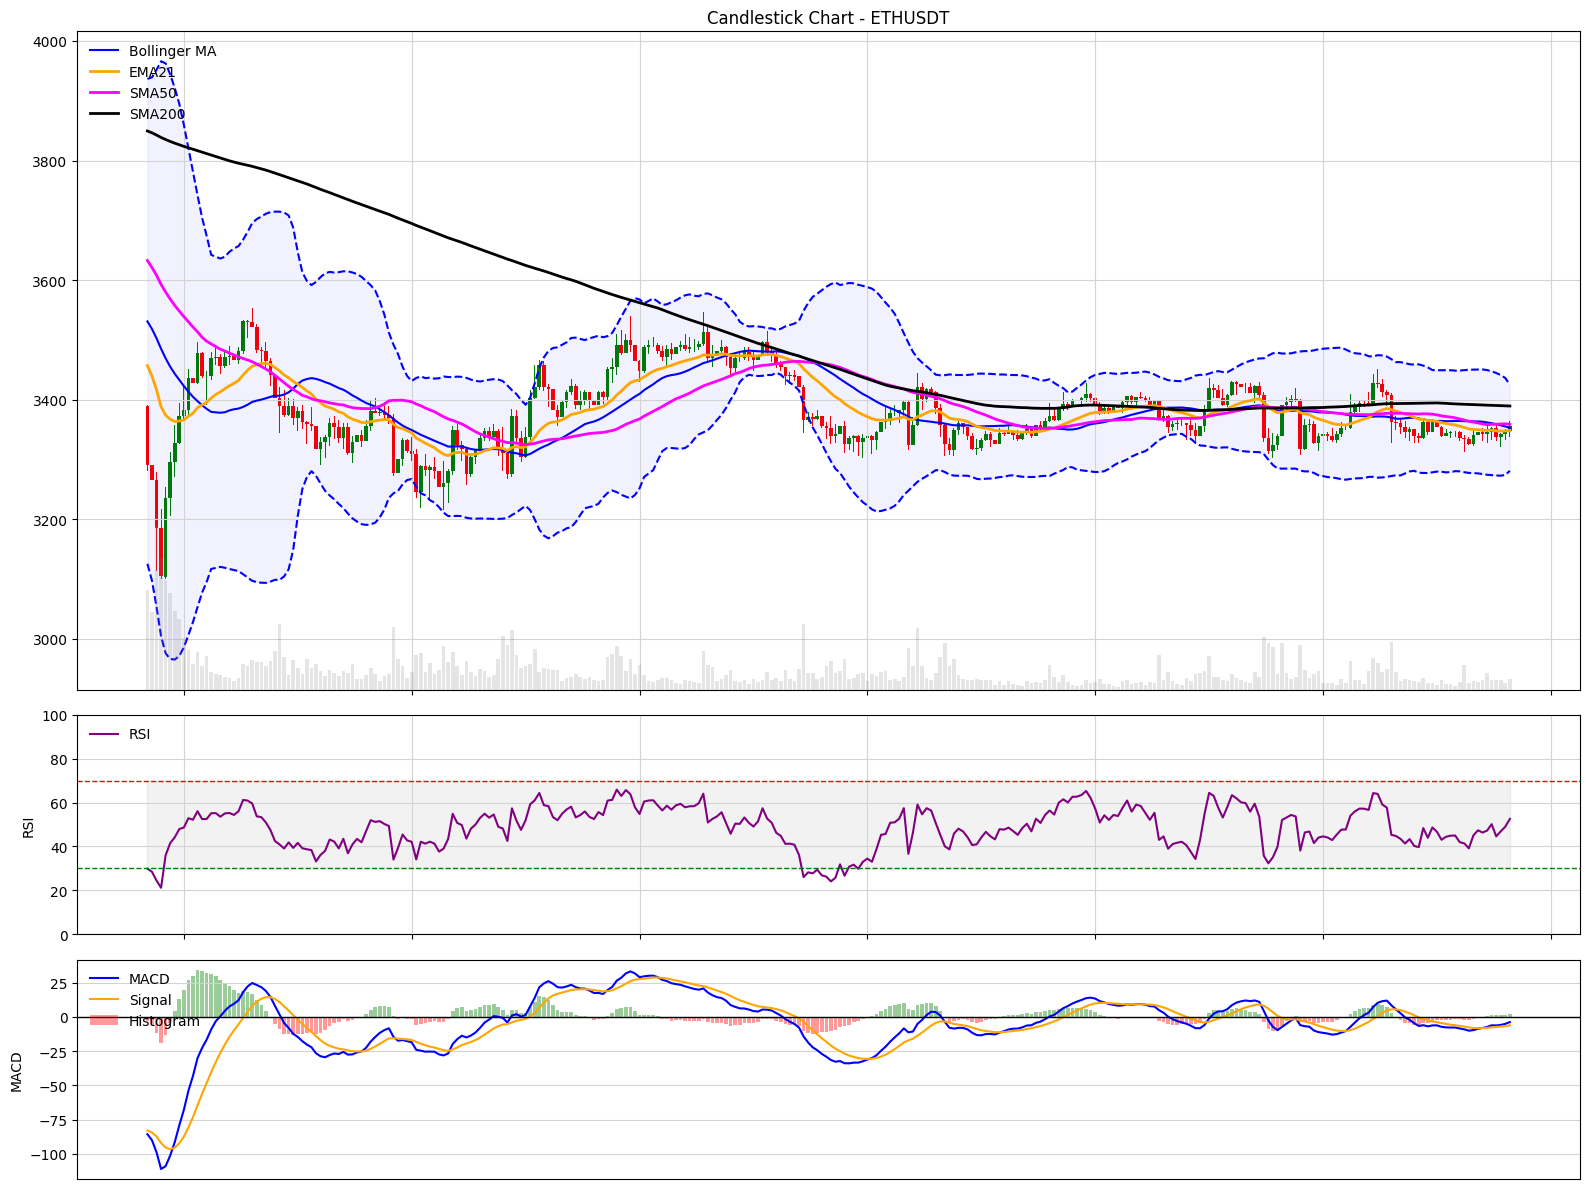 Candlestick Chart - ETHUSDT
4000
3800
3600
3400
3200
3000
Bollinger MA
EMA21
SMA50
SMA200
100
80
60
40
20
0
RSI
RSI
25
0
−25
−50
−75
−100
MACD
MACD
Signal
Histogram